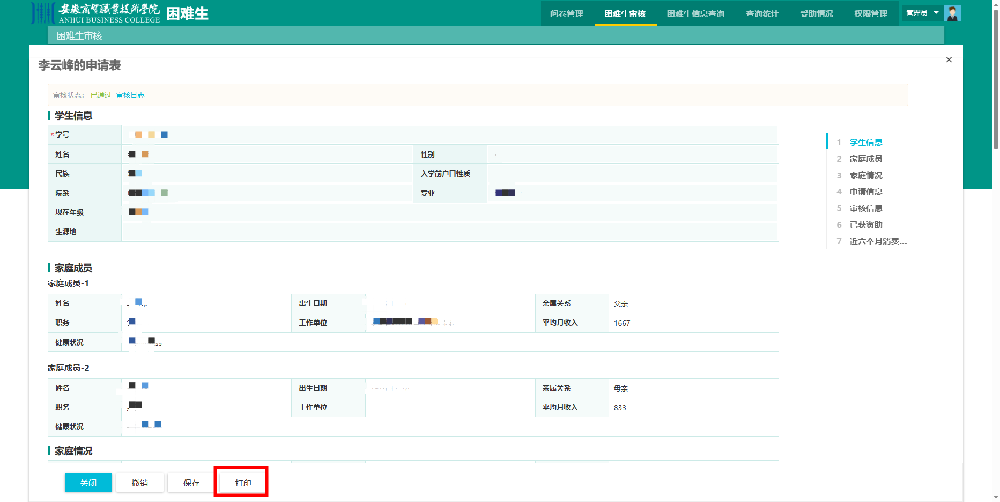 安徽商贸職業技術學院
ANHUI BUSINESS COLLEGE
困难生
问卷管理 困难生审核 困难生信息查询 查询统计 受助情况 权限管理 管理员
困难生审核
李云峰的申请表 ×
审核状态： 已通过 审核日志
学生信息
*学号
姓名 性别
民族 入学前户口性质
院系 专业
现在年级
生源地
1 学生信息
2 家庭成员
3 家庭情况
4 申请信息
5 审核信息
6 已获资助
7 近六个月消费...
家庭成员
家庭成员-1
姓名 出生日期 亲属关系 父亲
职务 工作单位 平均月收入 1667
健康状况
家庭成员-2
姓名 出生日期 亲属关系 母亲
职务 工作单位 平均月收入 833
健康状况
家庭情况
关闭 撤销 保存 打印